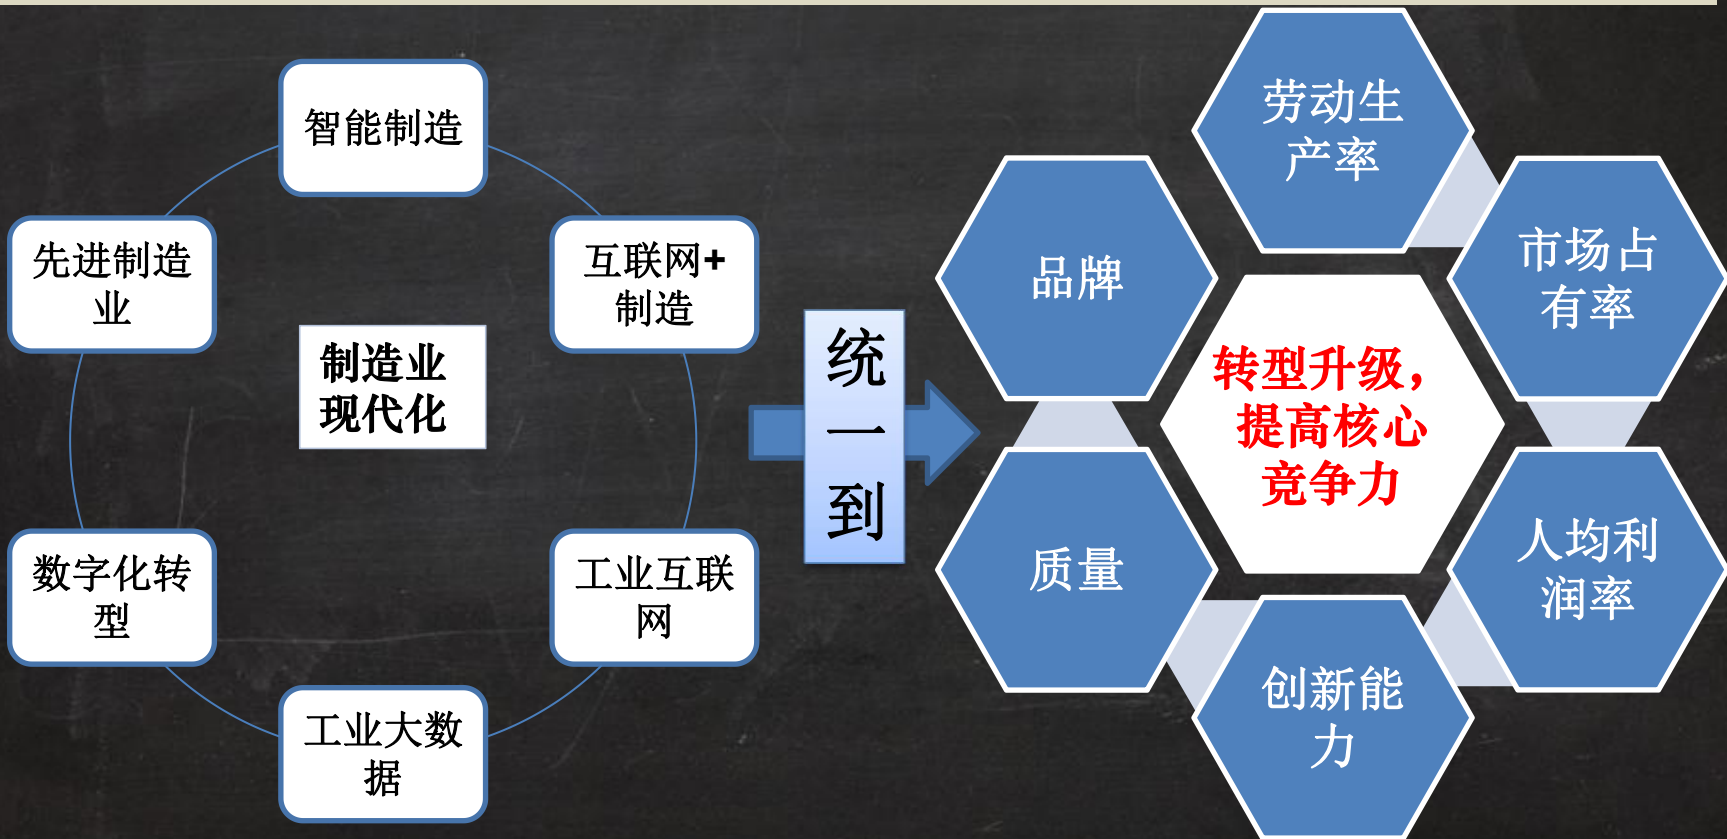 智能制造
互联网+
制造
工业互联
网
工业大数
据
数字化转
型
先进制造
业
制造业
现代化
统
一
到
劳动生
产率
市场占
有率
人均利
润率
创新能
力
质量
品牌
转型升级，
提高核心
竞争力